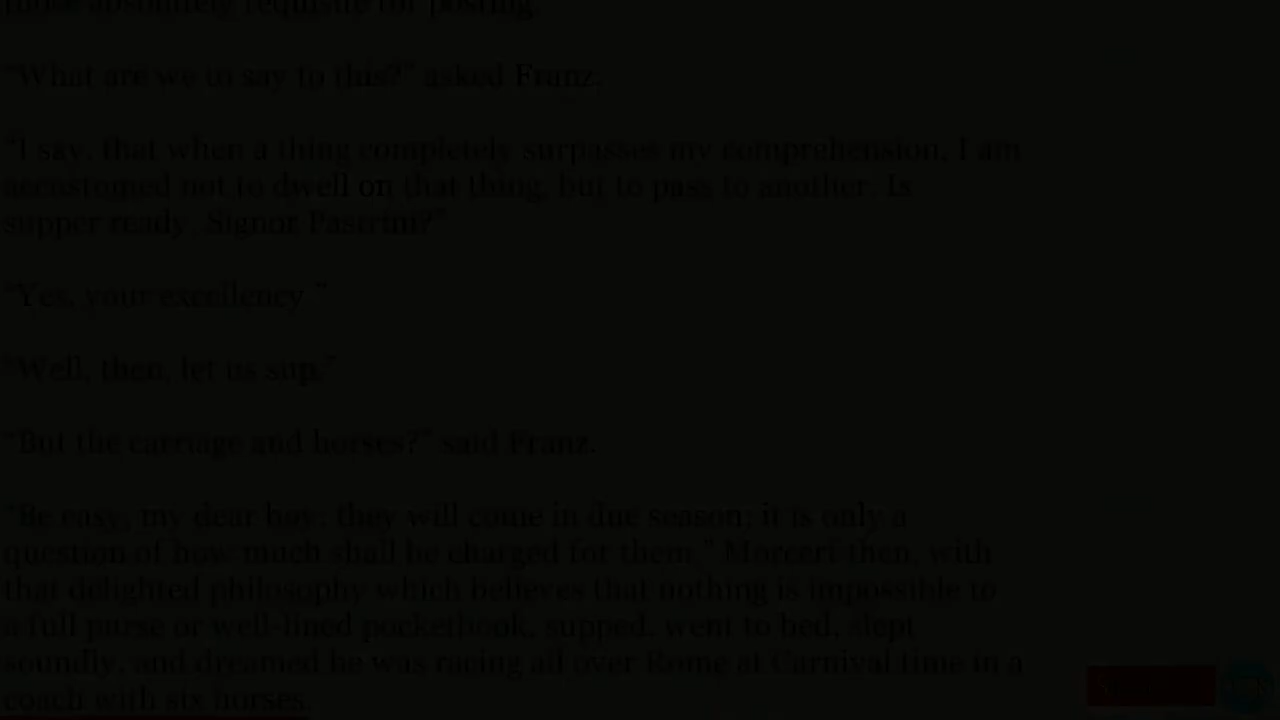 those absolutely requisite for posting.
“What are we to say to this?” asked Franz.
“I say, that when a thing completely surpasses my comprehension, I am
accustomed not to dwell on that thing, but to pass to another. Is
supper ready, Signor Pastrini?”
“Yes, your excellency.”
“Well, then, let us sup.”
“But the carriage and horses?” said Franz.
“Be easy, my dear boy; they will come in due season; it is only a
question of how much shall be charged for them.” Morcerf then, with
that delighted philosophy which believes that nothing is impossible to
a full purse or well-lined pocketbook, supped, went to bed, slept
soundly, and dreamed he was racing all over Rome at Carnival time in a
coach with six horses.